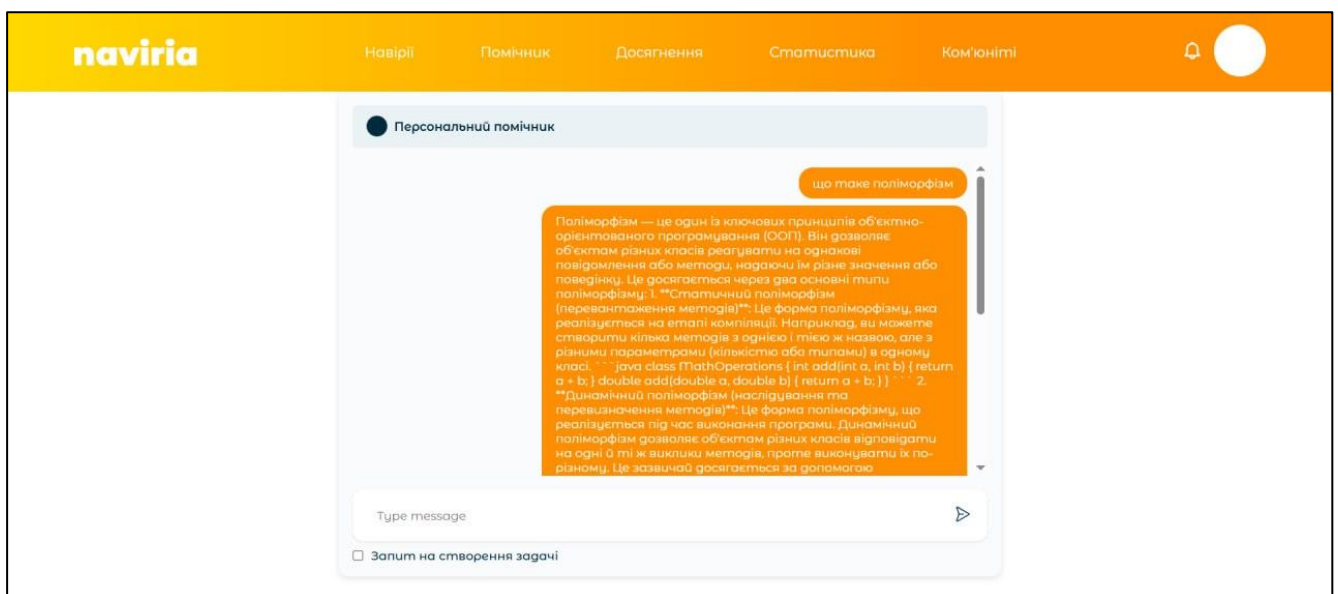 naviria
Навірії
Помічник
Досягнення
Статистика
Ком'юніті
Персональний помічник
що таке поліморфізм
Поліморфізм — це один із ключових принципів об'єктно-
орієнтованого програмування (ООП). Він дозволяє
об'єктам різних класів реагувати на однакові
повідомлення або методи, надаючи їм різне значення або
поведінку. Це досягається через два основні типи
поліморфізму: 1. **Статичний поліморфізм
(перевантаження методів)**: Це форма поліморфізму, яка
реалізується на етапі компіляції. Наприклад, ви можете
створити кілька методів з однією і тією ж назвою, але з
різними параметрами (кількістю або типами) в одному
класі. ```java class MathOperations { int add(int a, int b) { return
a + b; } double add(double a, double b) { return a + b; } } ``` 2.
**Динамічний поліморфізм (наслідування та
перевизначення методів)**: Це форма поліморфізму, що
реалізується під час виконання програми. Динамічний
поліморфізм дозволяє об'єктам різних класів відповідати
на одні й ті ж виклики методів, проте виконувати їх по-
різному. Це зазвичай досягається за допомогою
Type message
Запит на створення задачі